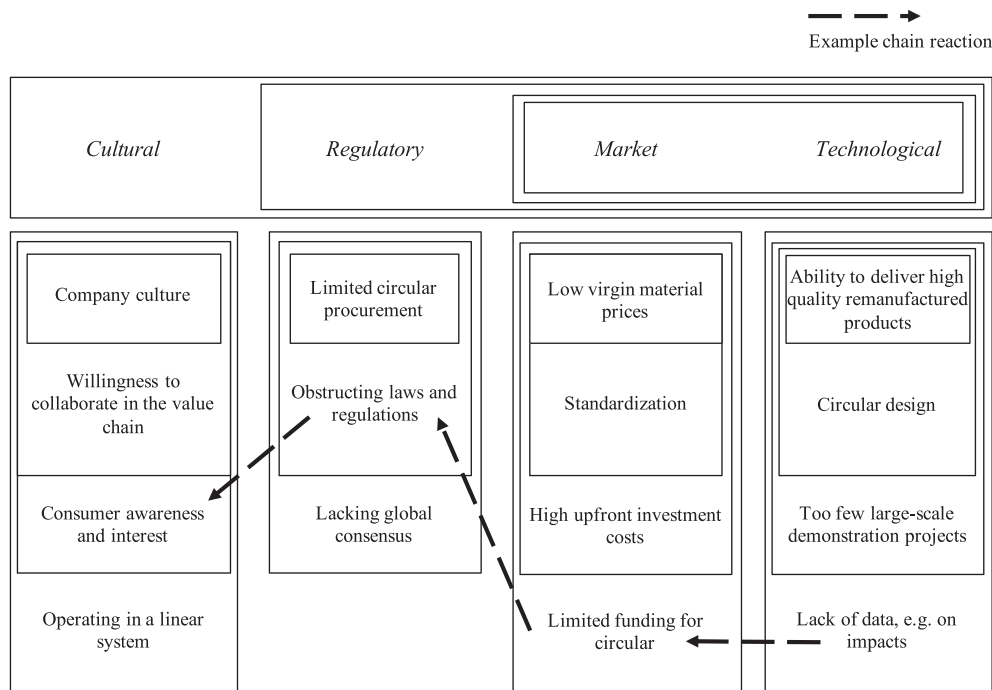 Example chain reaction
Cultural
Regulatory
Market
Technological
Company culture
Willingness to
collaborate in the value
chain
Consumer awareness
and interest
Operating in a linear
system
Limited circular
procurement
Obstructing laws and
regulations
Lacking global
consensus
Low virgin material
prices
Standardization
High upfront investment
costs
Limited funding for
circular
Ability to deliver high
quality remanufactured
products
Circular design
Too few large-scale
demonstration projects
Lack of data, e.g. on
impacts